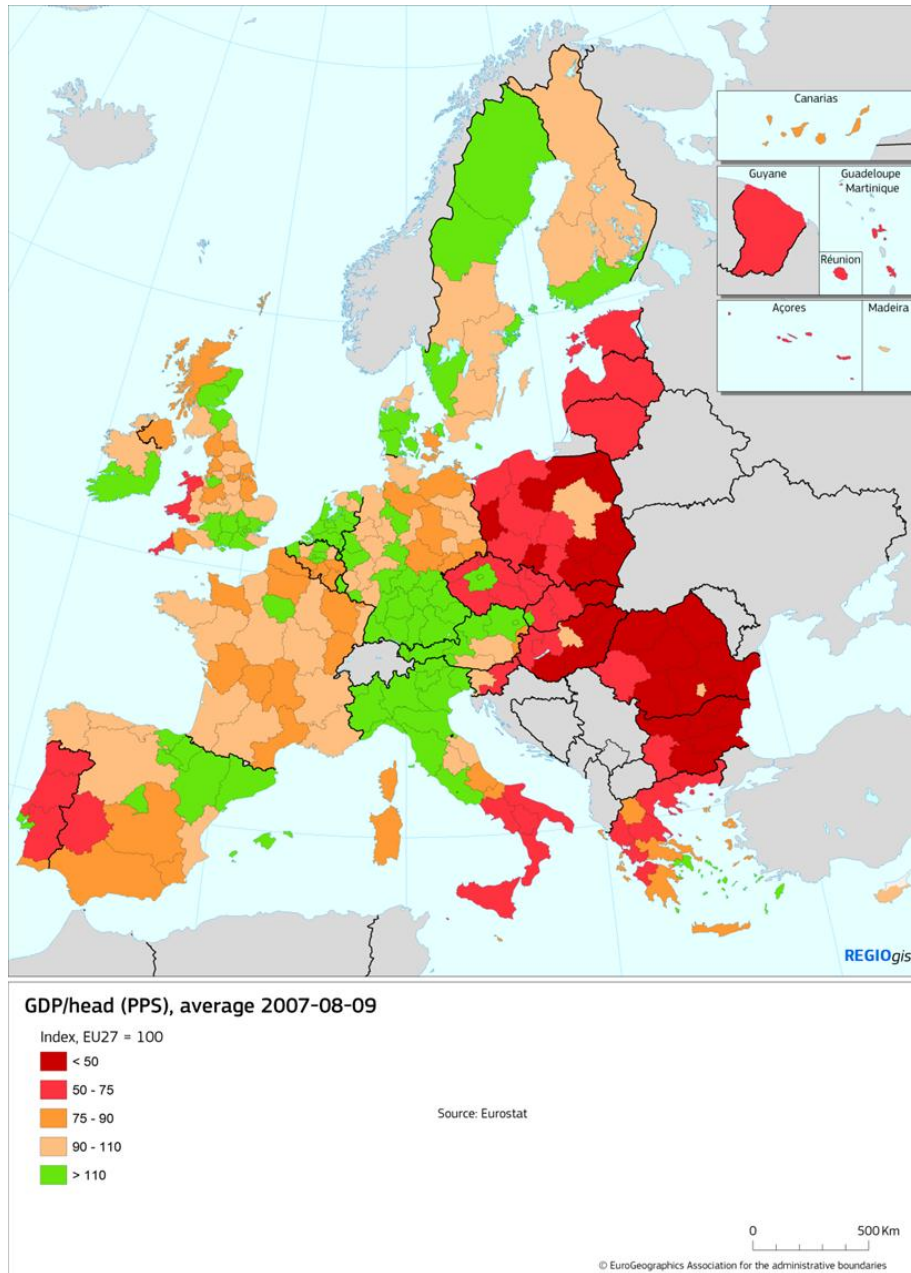 Canarias
Guyane
Guadeloupe
Martinique
Réunion
Açores
Madeira
REGIOgis
GDP/head (PPS), average 2007-08-09
Index, EU27 = 100
< 50
50 - 75
75 - 90
90 - 110
> 110
Source: Eurostat
0 500 Km
© EuroGeographics Association for the administrative boundaries